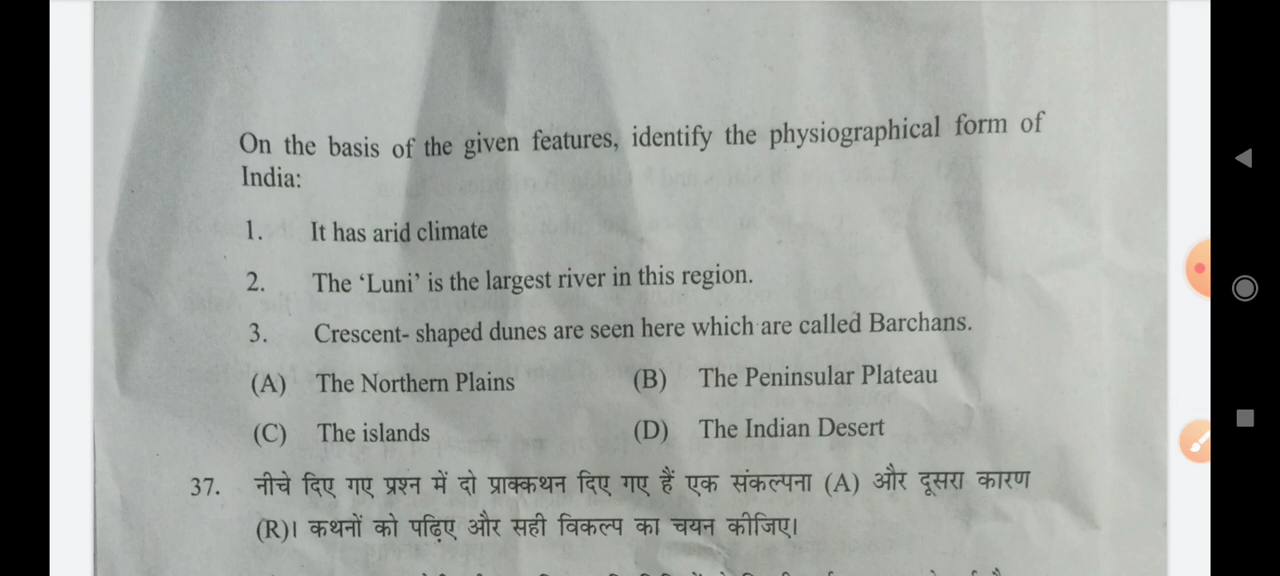 On the basis of the given features, identify the physiographical form of
India:
1. It has arid climate
2. The ‘Luni’ is the largest river in this region.
3. Crescent- shaped dunes are seen here which are called Barchans.
(A) The Northern Plains (B) The Peninsular Plateau
(C) The islands (D) The Indian Desert
37. नीचे दिए गए प्रश्न में दो प्राक्कथन दिए गए हैं एक संकल्पना (A) और दूसरा कारण
(R)। कथनों को पढ़िए और सही विकल्प का चयन कीजिए।